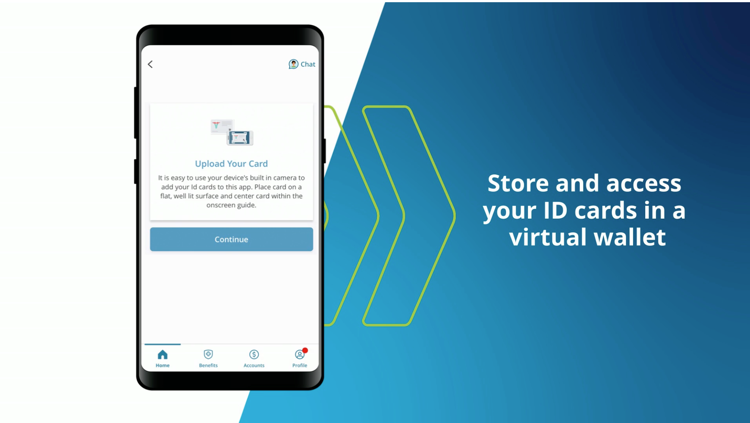 Chat
Upload Your Card
It is easy to use your device's built in camera to
add your id cards to this app. Place card on a
flat, well lit surface and center card within the
onscreen guide.
Continue
Home
Benefits
Accounts
Profile
Store and access
your ID cards in a
virtual wallet